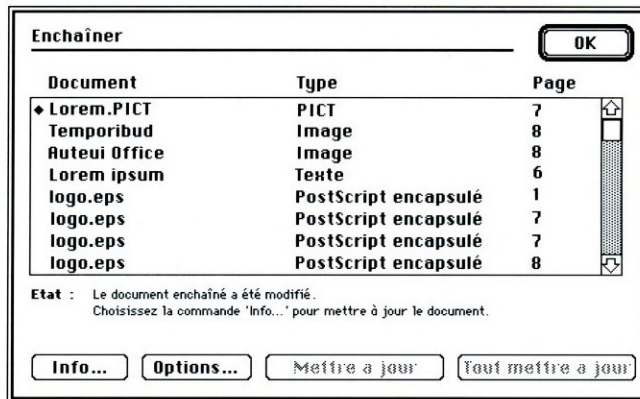 Enchaîner
OK
Document Type Page
◆ Lorem.PICT PICT 7
Temporibud Image 8
Auteui Office Image 8
Lorem ipsum Texte 6
logo.eps PostScript encapsulé 1
logo.eps PostScript encapsulé 7
logo.eps PostScript encapsulé 7
logo.eps PostScript encapsulé 8
Etat : Le document enchaîné a été modifié.
Choisissez la commande 'Info...' pour mettre à jour le document.
Info... Options... Mettre a jour Tout mettre a jour